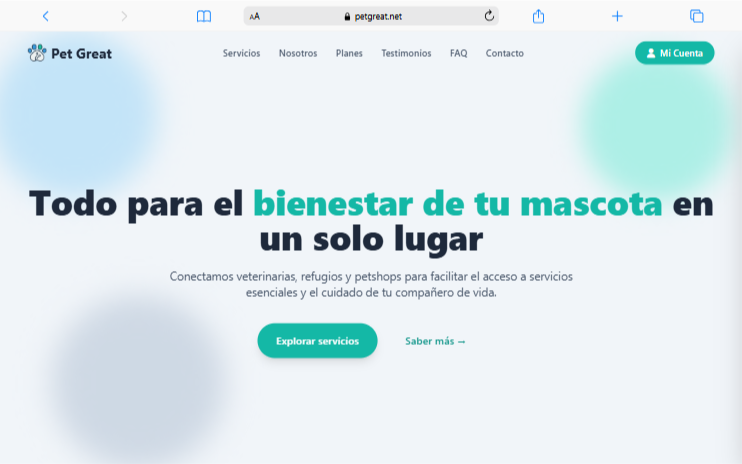 AA petgreat.net
Pet Great Servicios Nosotros Planes Testimonios FAQ Contacto Mi Cuenta
Todo para el bienestar de tu mascota en
un solo lugar
Conectamos veterinarias, refugios y petshops para facilitar el acceso a servicios
esenciales y el cuidado de tu compañero de vida.
Explorar servicios Saber más →